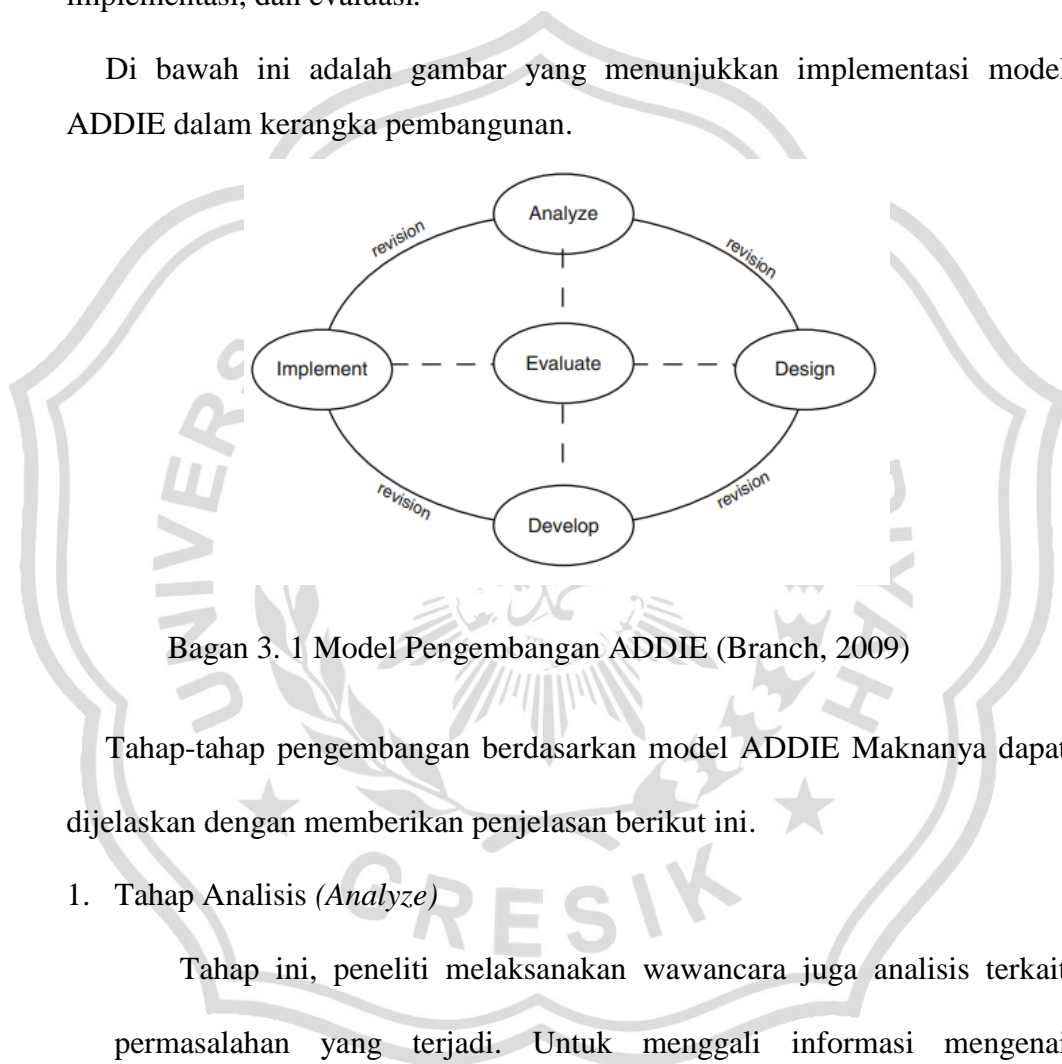 implementasi, dan evaluasi.
Di bawah ini adalah gambar yang menunjukkan implementasi model
ADDIE dalam kerangka pembangunan.
Analyze
revision
revision
Implement
Evaluate
Design
revision
revision
Develop
Bagan 3. 1 Model Pengembangan ADDIE (Branch, 2009)
Tahap-tahap pengembangan berdasarkan model ADDIE Maknanya dapat
dijelaskan dengan memberikan penjelasan berikut ini.
1. Tahap Analisis (Analyze)
Tahap ini, peneliti melaksanakan wawancara juga analisis terkait
permasalahan yang terjadi. Untuk menggali informasi mengenai
GRESIK